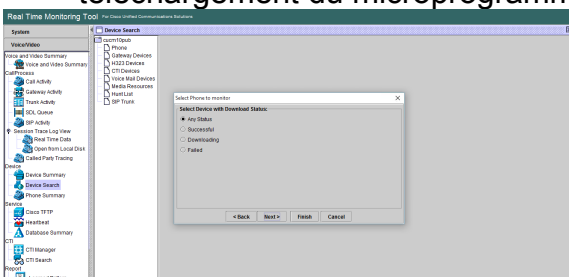 téléchargement du microprogramm
Real Time Monitoring Tool For Cisco Unified Communications Solutions
System
Voice/Video
Voice and Video Summary
Voice and Video Summary
CallProcess
Call Activity
Gateway Activity
Trunk Activity
SDL Queue
SIP Activity
Session Trace Log View
Real Time Data
Open from Local Disk
Called Party Tracing
Device
Device Summary
Device Search
Phone Summary
Service
Cisco TFTP
Heartbeat
Database Summary
CTI
CTI Manager
CTI Search
Report
Device Search
cucm10pub
Phone
Gateway Devices
H323 Devices
CTI Devices
Voice Mail Devices
Media Resources
Hunt List
SIP Trunk
Select Phone to monitor
Select Device with Download Status:
Any Status
Successful
Downloading
Failed
< Back Next > Finish Cancel